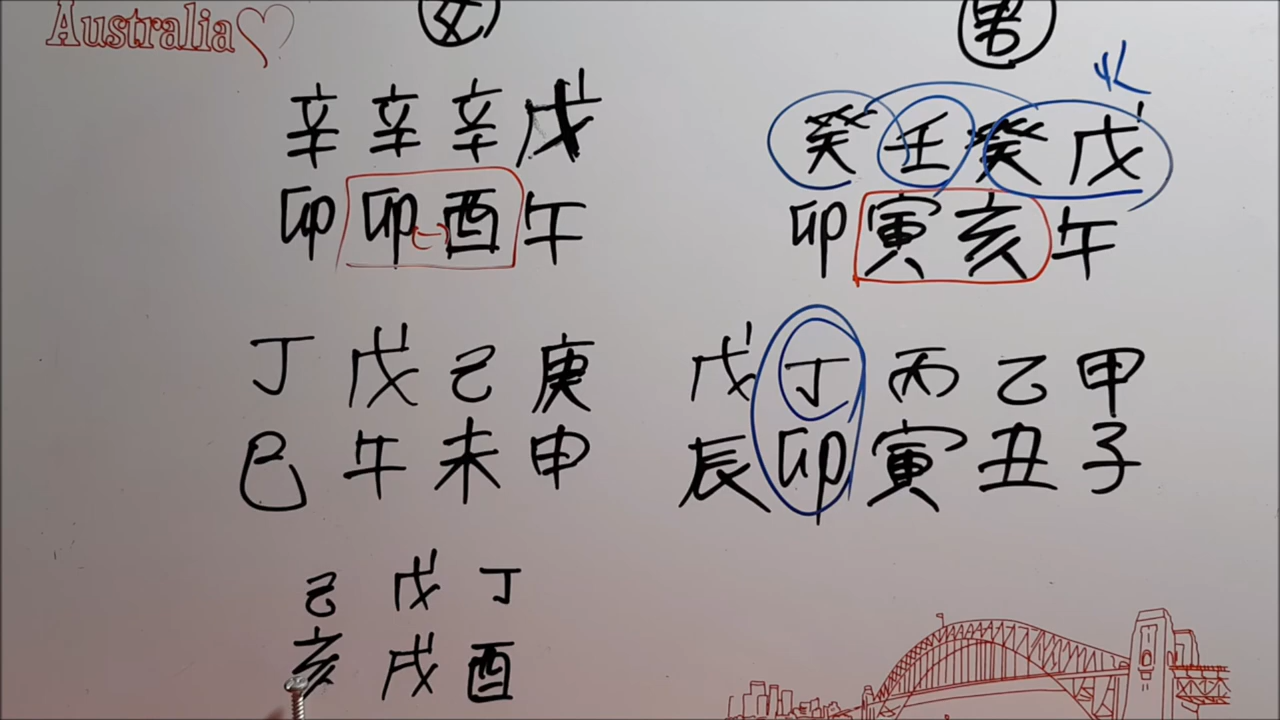 Australia
女
男
火
辛 辛 辛 戊
癸 壬 癸 戊
卯 卯 酉 午
卯 寅 亥 午
丁 戊 己 庚
戊 丁 丙 乙 甲
巳 午 未 申
辰 卯 寅 丑 子
己 戊 丁
亥 戌 酉